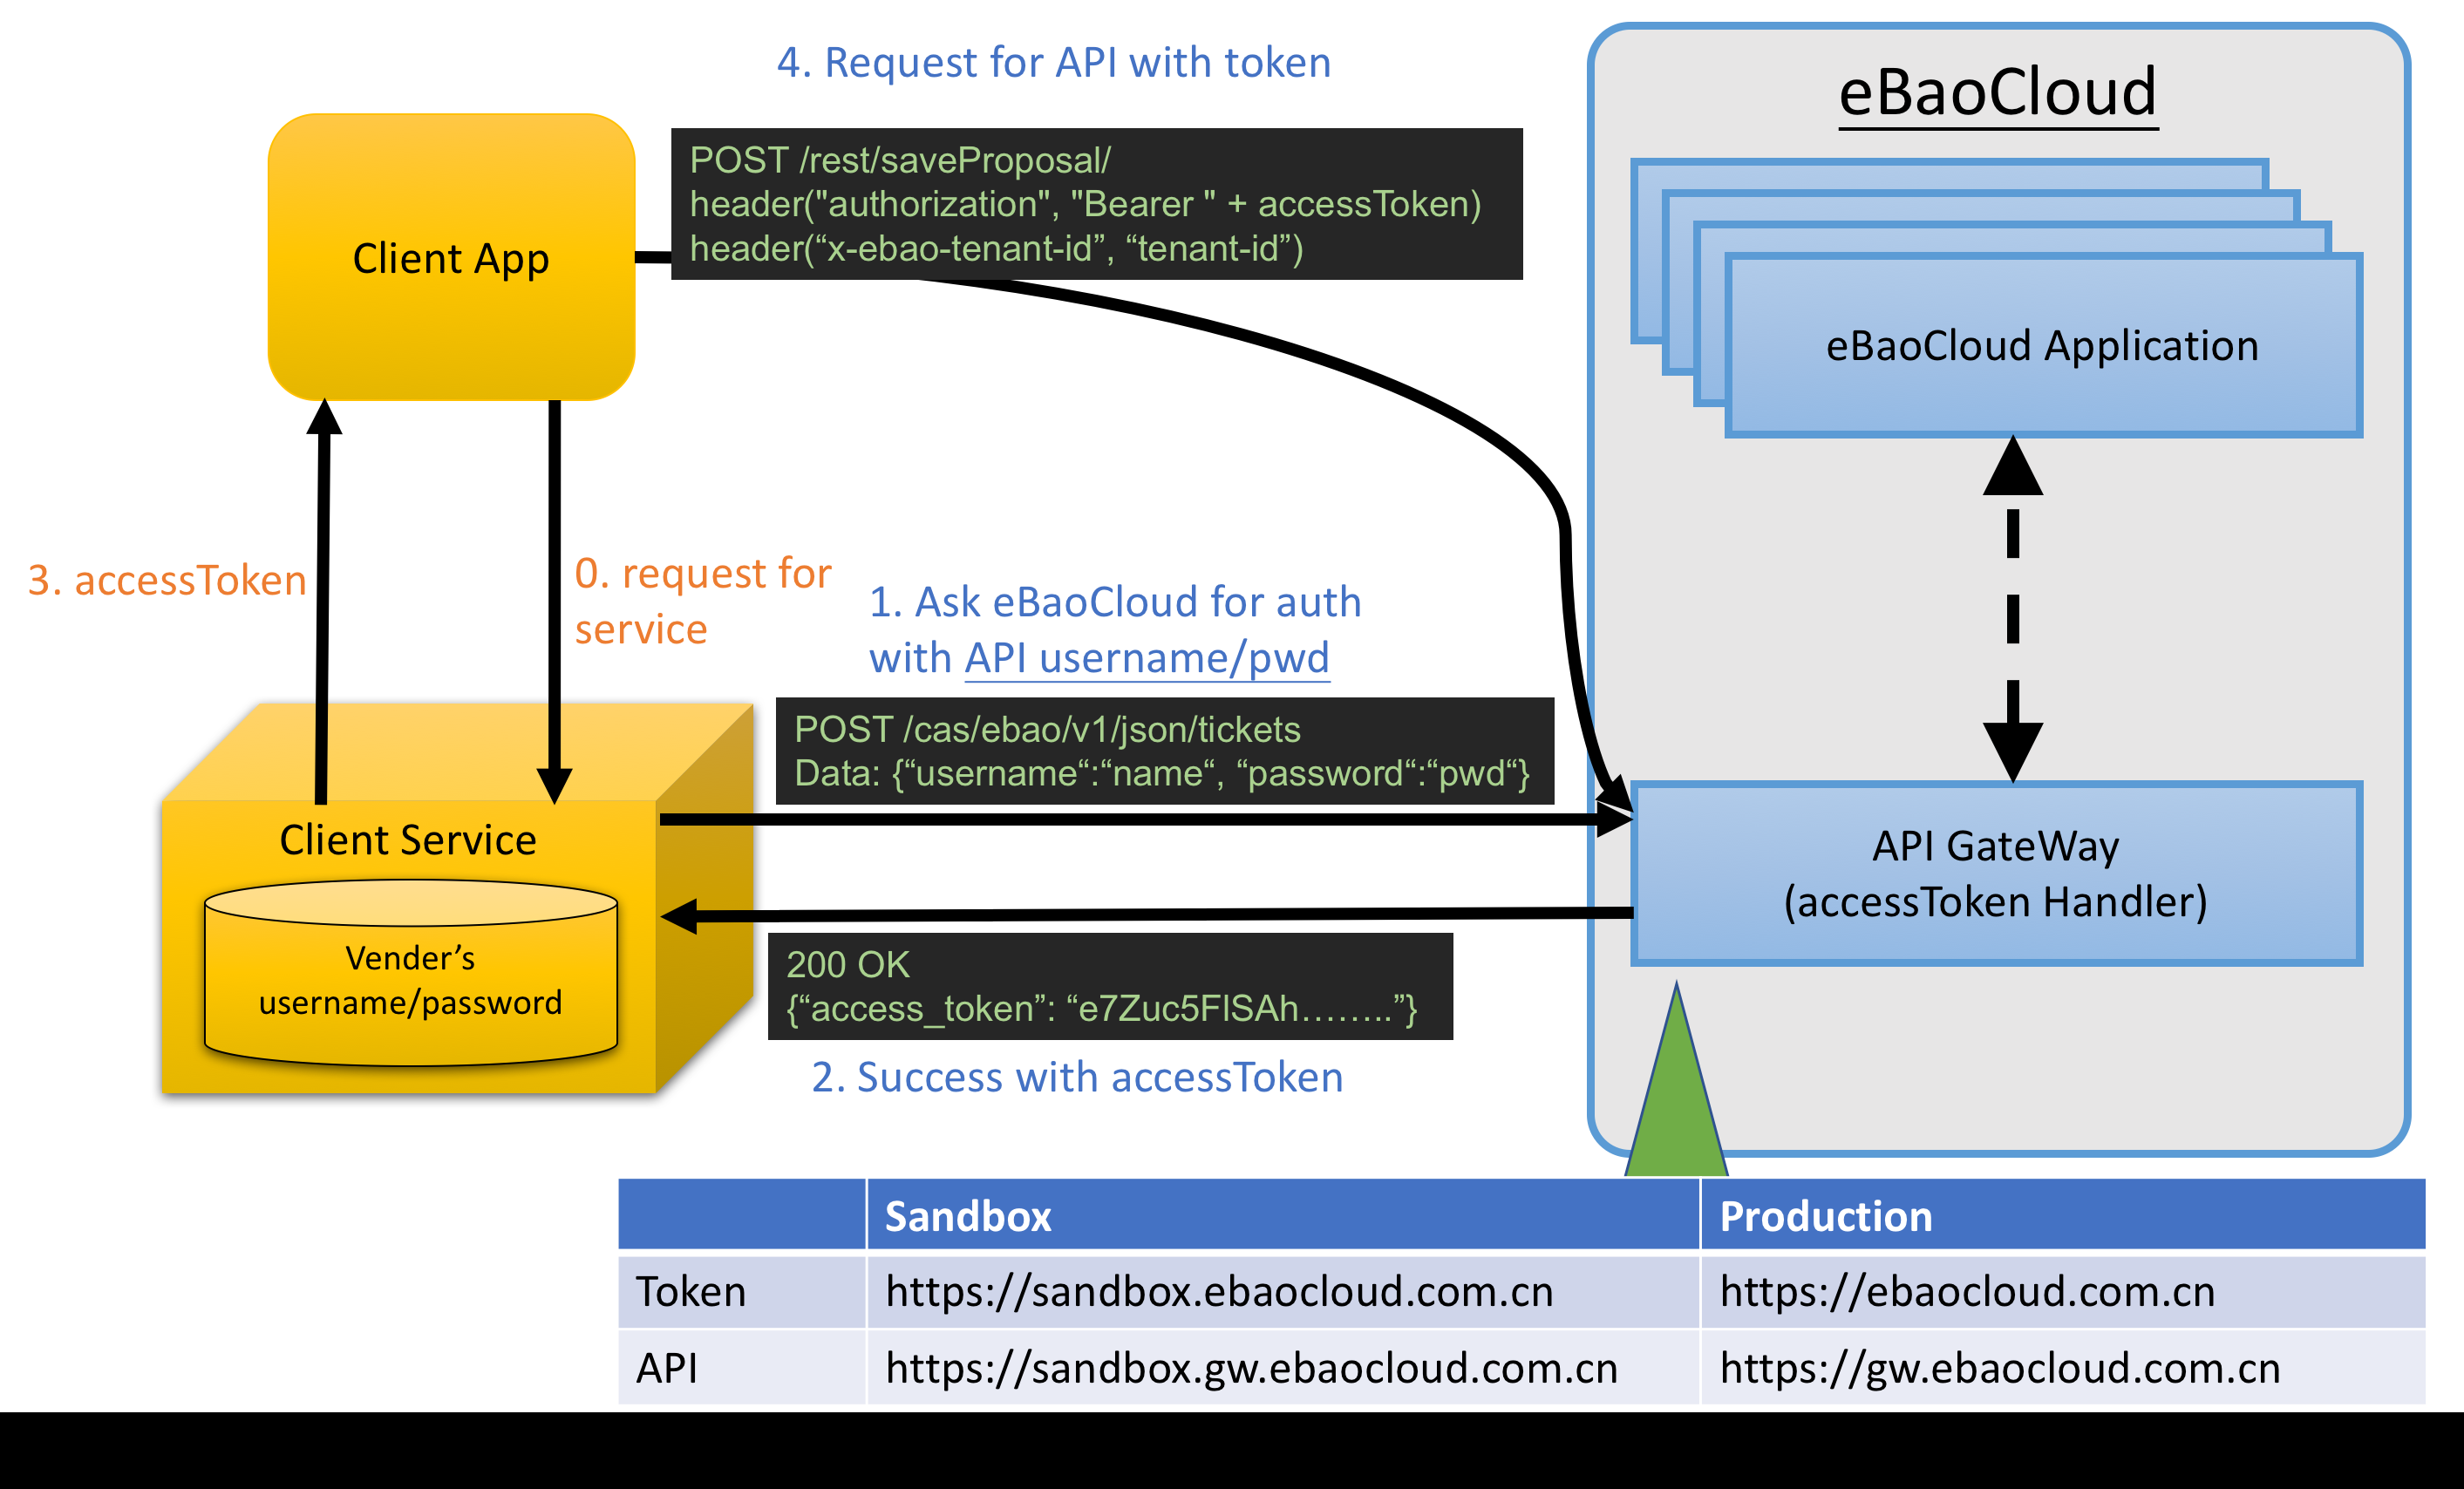 4. Request for API with token
POST /rest/saveProposal/
header("authorization", "Bearer " + accessToken)
header(“x-ebao-tenant-id”, “tenant-id”)
Client App
eBaoCloud
eBaoCloud Application
3. accessToken
0. request for
service
1. Ask eBaoCloud for auth
with API username/pwd
POST /cas/ebao/v1/json/tickets
Data: {“username“:“name“, “password“:“pwd“}
Client Service
Vender’s
username/password
API GateWay
(accessToken Handler)
200 OK
{“access_token”: “e7Zuc5FlSAh……..”}
2. Success with accessToken
Sandbox Production
Token https://sandbox.ebaocloud.com.cn https://ebaocloud.com.cn
API https://sandbox.gw.ebaocloud.com.cn https://gw.ebaocloud.com.cn